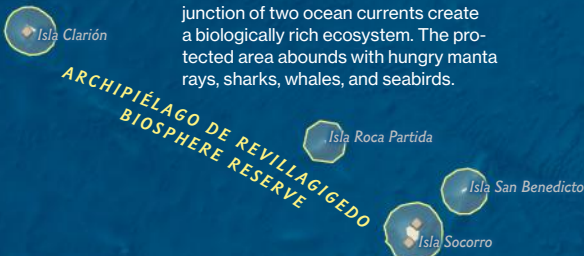 junction of two ocean currents create
a biologically rich ecosystem. The pro-
tected area abounds with hungry manta
rays, sharks, whales, and seabirds.
Isla Clarión
ARCHIPIÉLAGO DE REVILLAGIGEDO
BIOSPHERE RESERVE
Isla Roca Partida
Isla San Benedicto
Isla Socorro